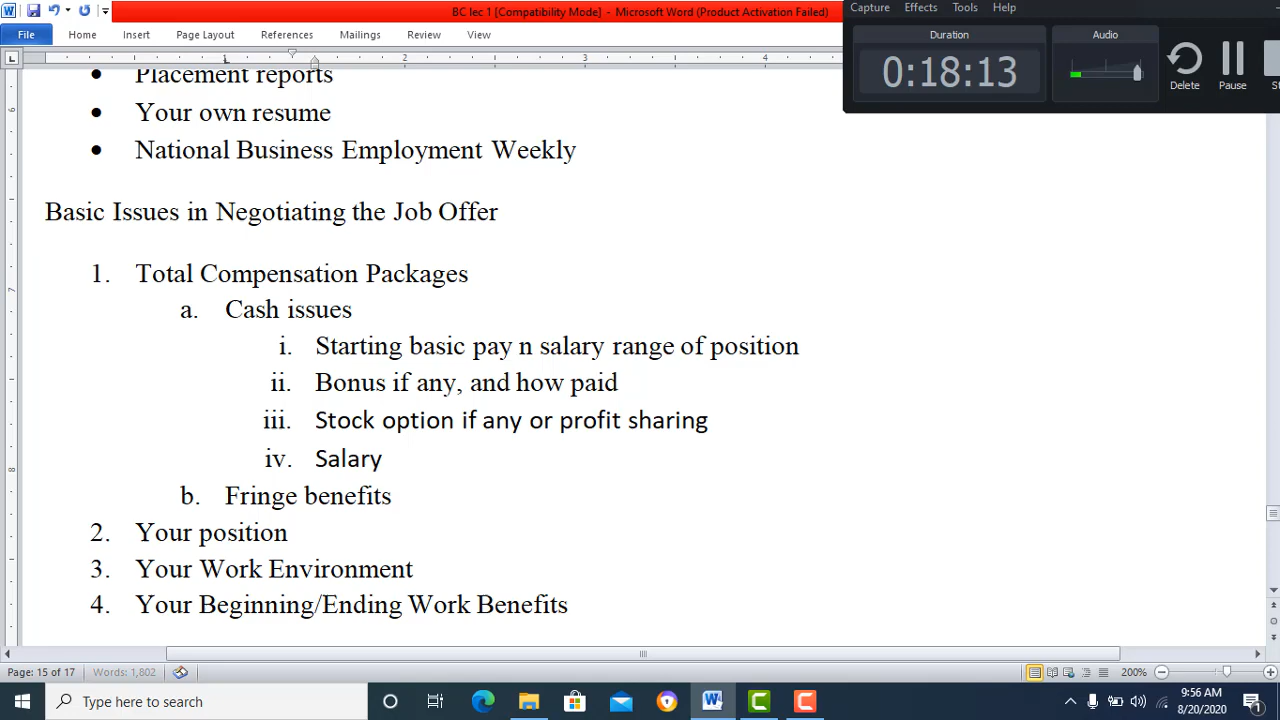 BC lec 1 [Compatibility Mode] - Microsoft Word (Product Activation Failed)
Capture Effects Tools Help
File Home Insert Page Layout References Mailings Review View
Duration Audio
0:18:13
Delete Pause
1 2 3 4
Placement reports
• Your own resume
• National Business Employment Weekly
Basic Issues in Negotiating the Job Offer
1. Total Compensation Packages
a. Cash issues
i. Starting basic pay n salary range of position
ii. Bonus if any, and how paid
iii. Stock option if any or profit sharing
iv. Salary
b. Fringe benefits
2. Your position
3. Your Work Environment
4. Your Beginning/Ending Work Benefits
Page: 15 of 17 Words: 1,802 200%
Type here to search
9:56 AM
8/20/2020